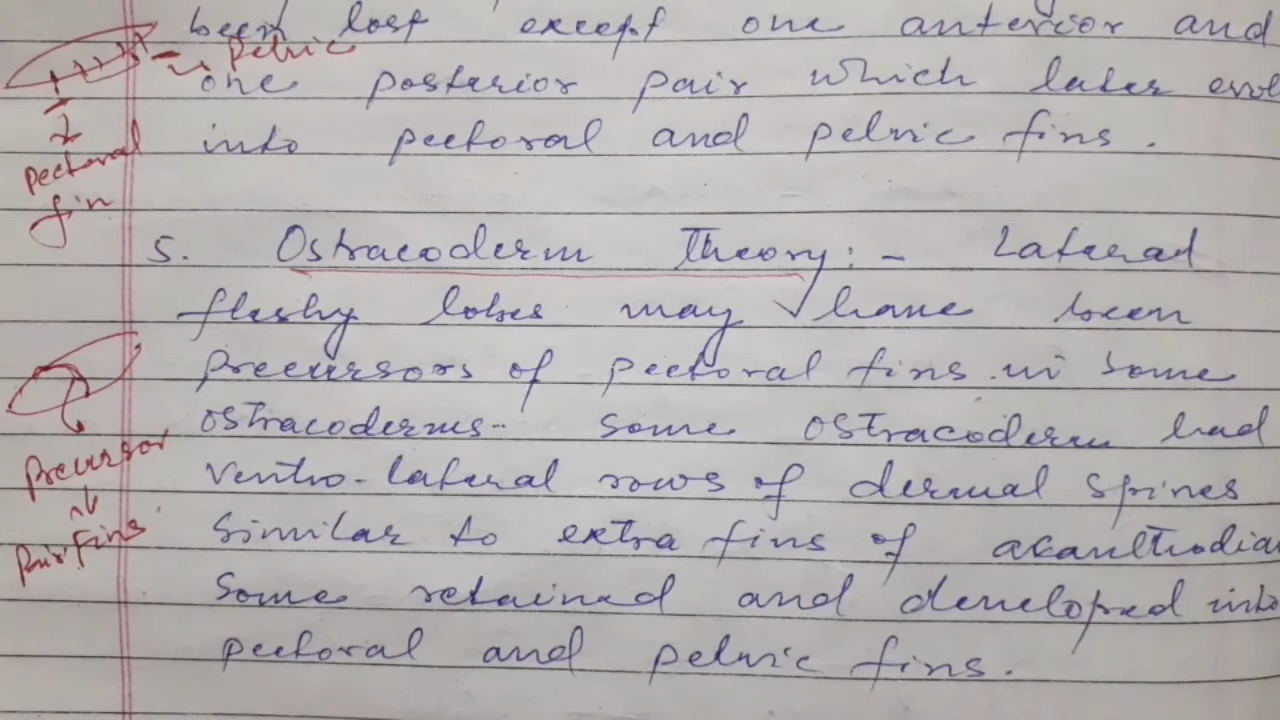 been lost except one anterior and
one posterior pair which later evol
into pectoral and pelvic fins.
Pelvic
pectoral
fin
5. Ostracoderm Theory:- Lateral
fleshy lobes may have been
precursors of pectoral fins in some
ostracoderms. Some ostracoderm had
ventro-lateral rows of dermal spines
similar to extra fins of acanthodia
Some retained and developed into
pectoral and pelvic fins.
Precursor
Pair Fins